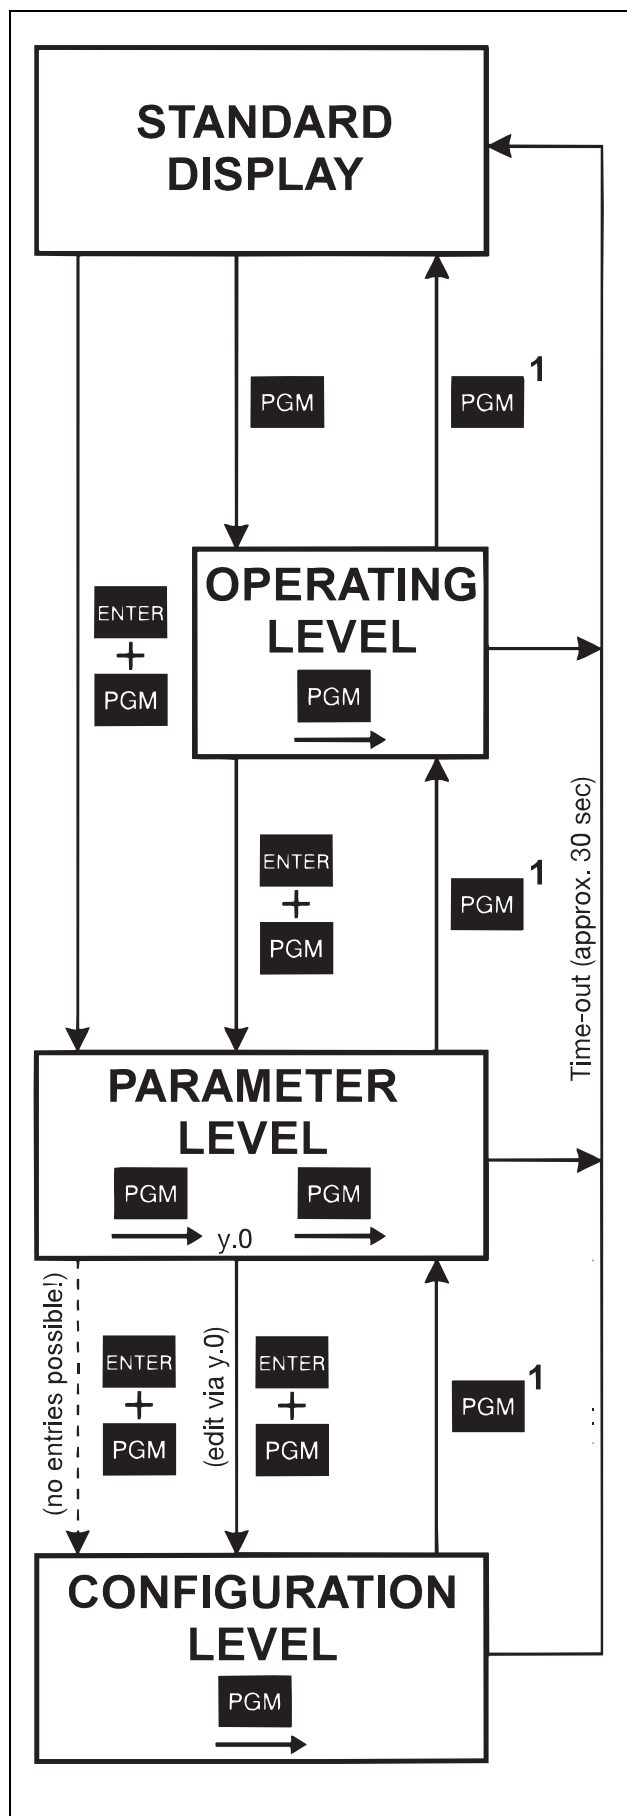 STANDARD
DISPLAY
PGM
PGM 1
ENTER
+
PGM
OPERATING
LEVEL
PGM
ENTER
+
PGM
PGM 1
Time-out (approx. 30 sec)
PARAMETER
LEVEL
PGM
PGM
y.0
(no entries possible!)
ENTER
+
PGM
(edit via y.0)
ENTER
+
PGM
PGM 1
CONFIGURATION
LEVEL
PGM